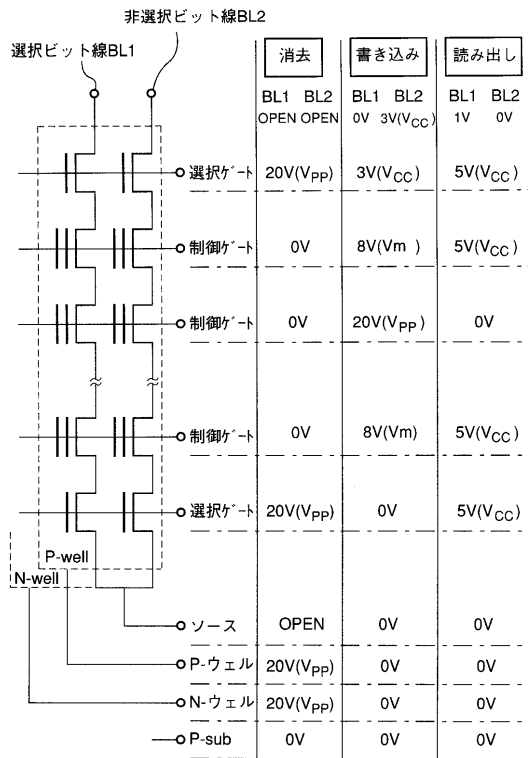 非選択ビット線BL2
選択ビット線BL1
消去 書き込み 読み出し
BL1 BL2 BL1 BL2 BL1 BL2
OPEN OPEN 0V 3V(VCC) 1V 0V
選択ゲート 20V(VPP) 3V(VCC) 5V(VCC)
制御ゲート 0V 8V(Vm ) 5V(VCC)
制御ゲート 0V 20V(VPP) 0V
制御ゲート 0V 8V(Vm) 5V(VCC)
選択ゲート 20V(VPP) 0V 5V(VCC)
P-well
N-well
ソース OPEN 0V 0V
P-ウェル 20V(VPP) 0V 0V
N-ウェル 20V(VPP) 0V 0V
P-sub 0V 0V 0V